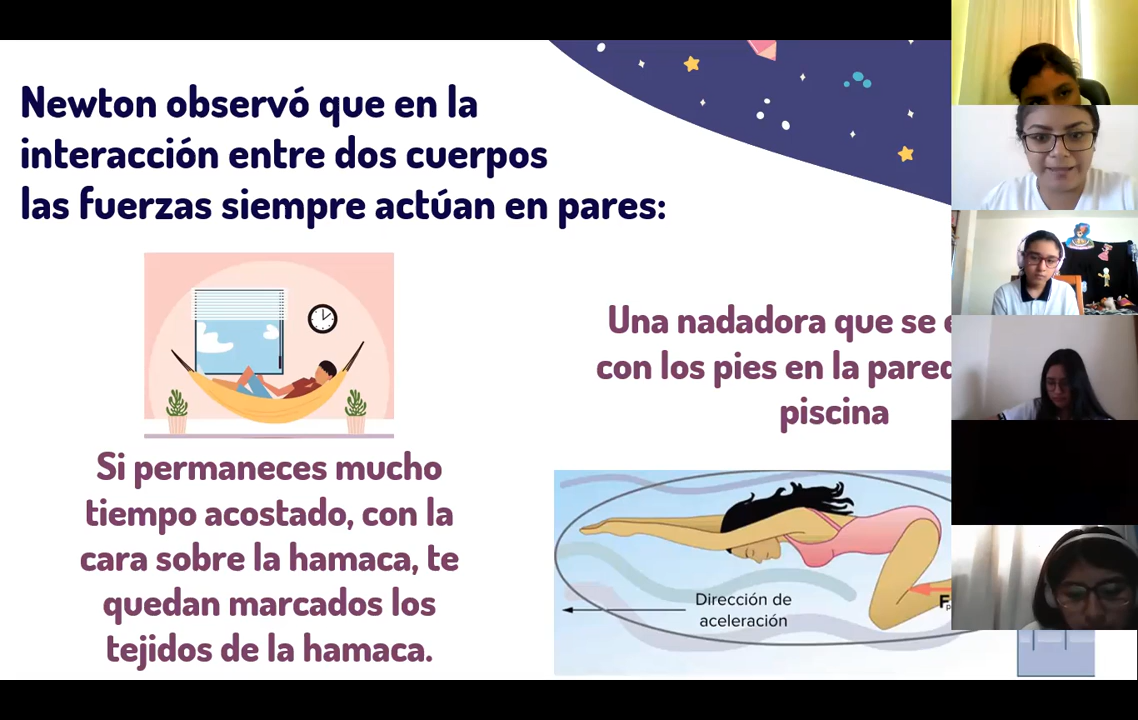 Newton observó que en la
interacción entre dos cuerpos
las fuerzas siempre actúan en pares:
Una nadadora que se
con los pies en la pared
piscina
Si permaneces mucho
tiempo acostado, con la
cara sobre la hamaca, te
quedan marcados los
tejidos de la hamaca.
Dirección de
aceleración
F